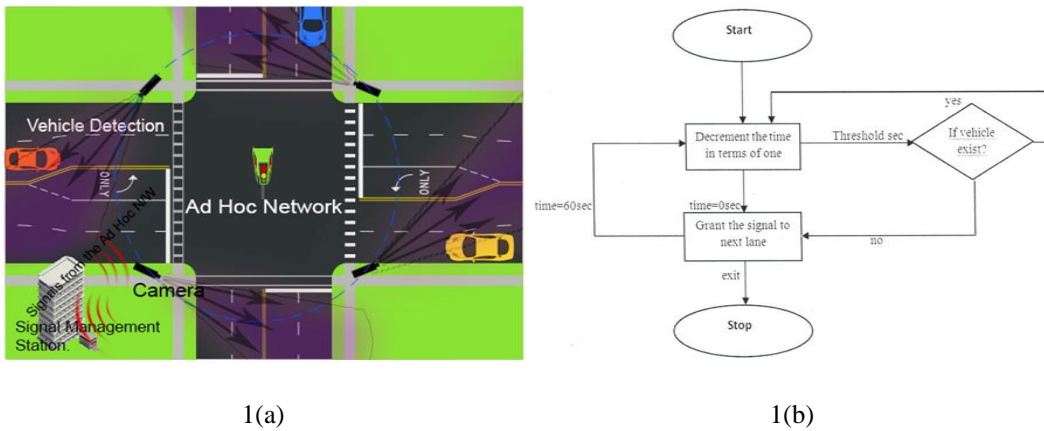 Vehicle Detection
ONLY
ONLY
Ad Hoc Network
Signals from the Ad Hoc N/W
Camera
Signal Management
Station.
1(a)
Start
yes
Decrement the time
in terms of one
Threshold sec
If vehicle
exist?
time=60sec
time=0sec
Grant the signal to
next lane
no
exit
Stop
1(b)